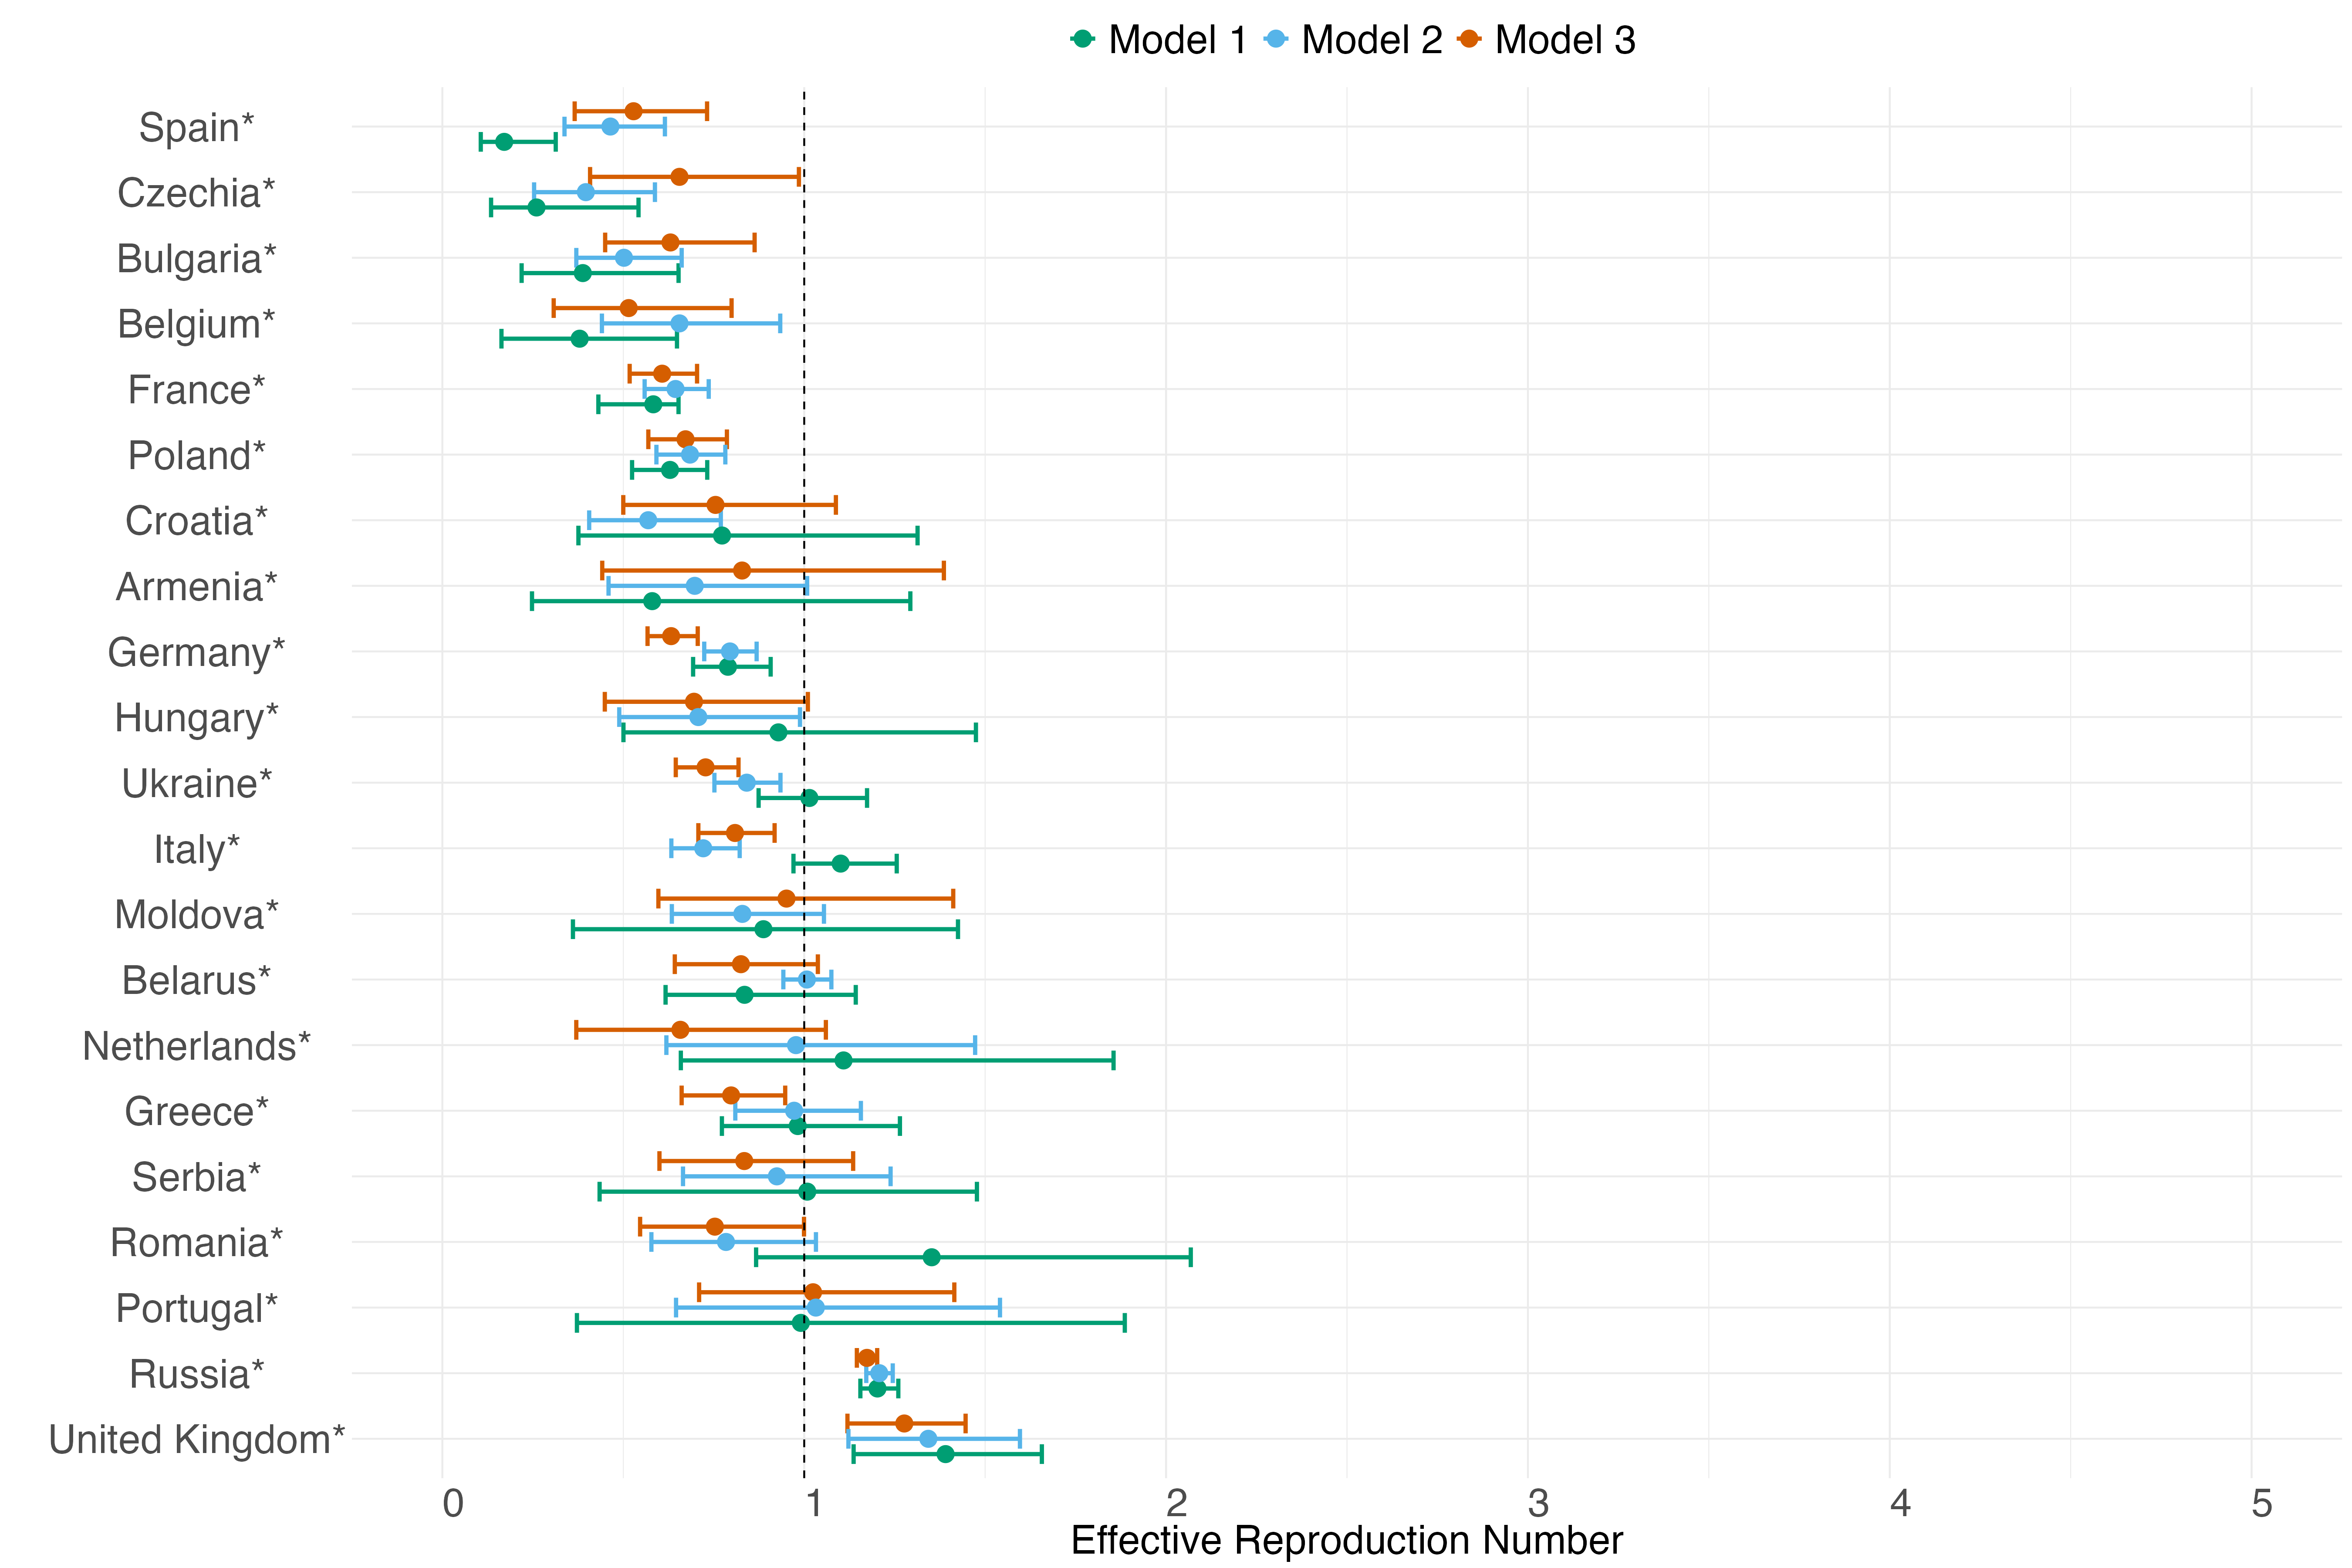 Model 1 Model 2 Model 3
Spain*
Czechia*
Bulgaria*
Belgium*
France*
Poland*
Croatia*
Armenia*
Germany*
Hungary*
Ukraine*
Italy*
Moldova*
Belarus*
Netherlands*
Greece*
Serbia*
Romania*
Portugal*
Russia*
United Kingdom*
0 1 2 3 4 5
Effective Reproduction Number